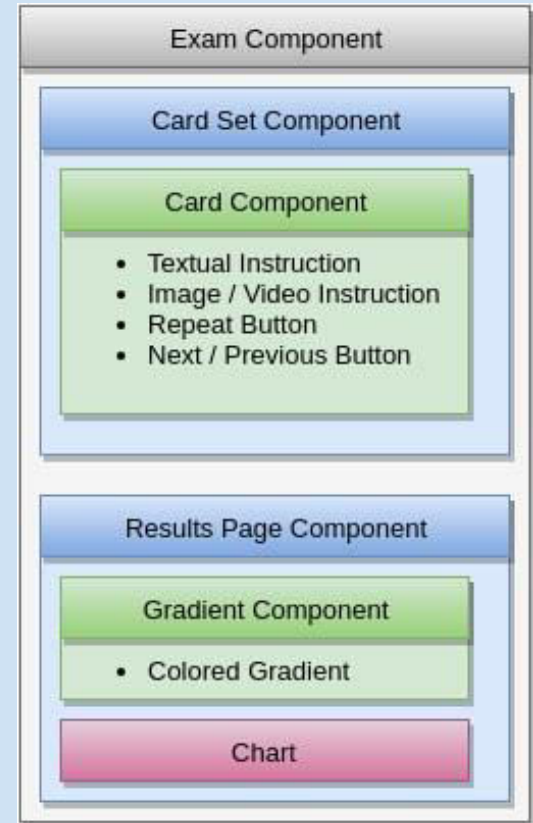 Exam Component
Card Set Component
Card Component
• Textual Instruction
• Image / Video Instruction
• Repeat Button
• Next / Previous Button
Results Page Component
Gradient Component
• Colored Gradient
Chart